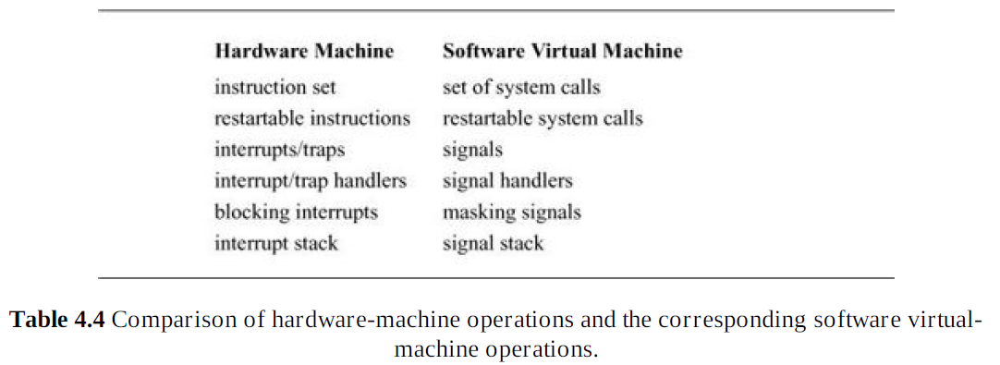 Hardware Machine Software Virtual Machine
instruction set set of system calls
restartable instructions restartable system calls
interrupts/traps signals
interrupt/trap handlers signal handlers
blocking interrupts masking signals
interrupt stack signal stack
Table 4.4 Comparison of hardware-machine operations and the corresponding software virtual-
machine operations.